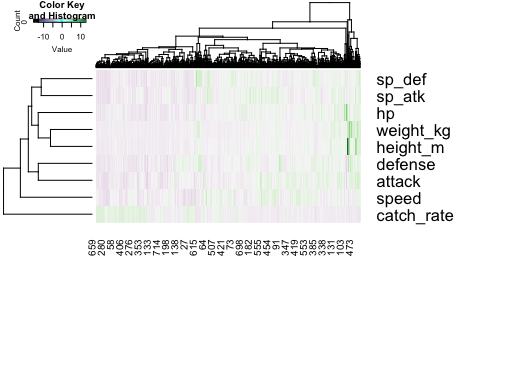 Color Key
and Histogram
Count
0
-10 0 10
Value
sp_def
sp_atk
hp
weight_kg
height_m
defense
attack
speed
catch_rate
659 280 58 406 276 353 133 714 198 138 27 615 64 507 421 73 698 182 555 454 91 347 419 553 385 338 131 103 473